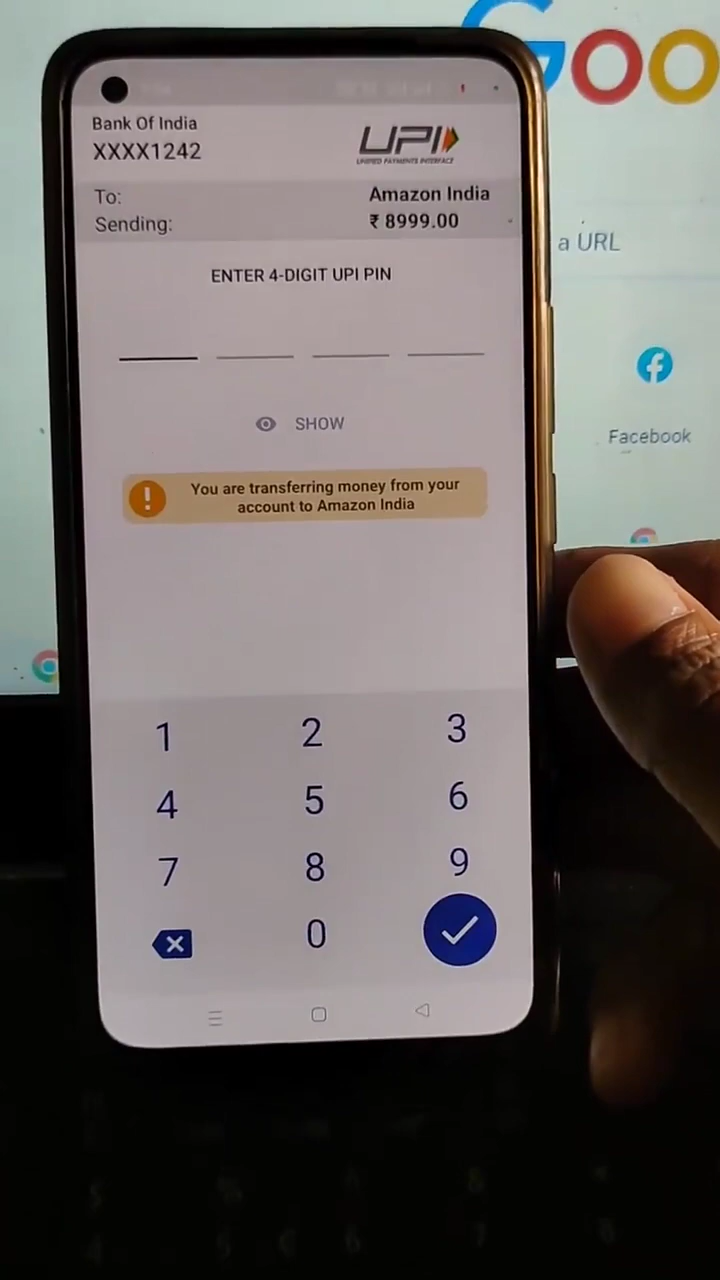 Goo
Bank Of India
XXXX1242
UPI
UNIFIED PAYMENTS INTERFACE
To: Amazon India
Sending: ₹ 8999.00
a URL
ENTER 4-DIGIT UPI PIN
SHOW
Facebook
You are transferring money from your
account to Amazon India
1 2 3
4 5 6
7 8 9
0